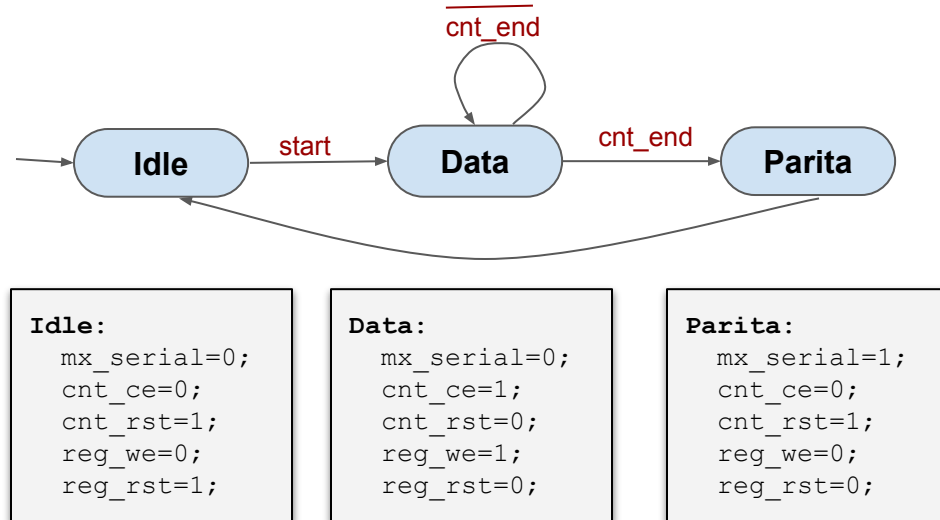 cnt_end
start
cnt_end
Idle
Data
Parita
Idle:
mx_serial=0;
cnt_ce=0;
cnt_rst=1;
reg_we=0;
reg_rst=1;
Data:
mx_serial=0;
cnt_ce=1;
cnt_rst=0;
reg_we=1;
reg_rst=0;
Parita:
mx_serial=1;
cnt_ce=0;
cnt_rst=1;
reg_we=0;
reg_rst=0;